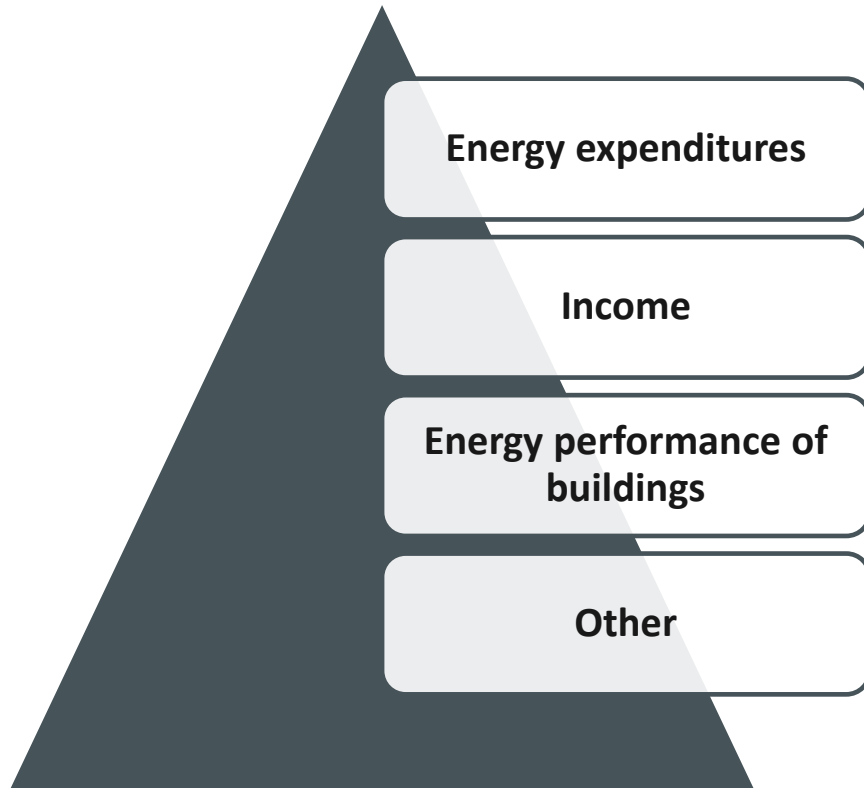 Energy expenditures
Income
Energy performance of
buildings
Other